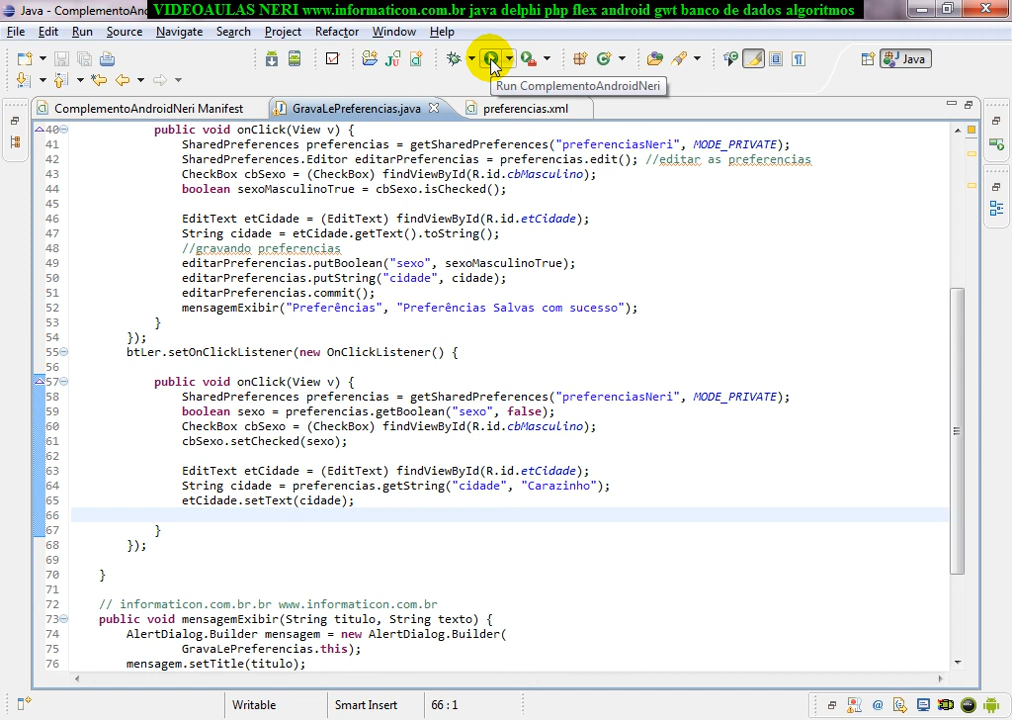 Java - ComplementoAnd
VIDEOAULAS NERI www.informaticon.com.br java delphi php flex android gwt banco de dados algoritmos
File Edit Run Source Navigate Search Project Refactor Window Help
Java
Run ComplementoAndroidNeri
ComplementoAndroidNeri Manifest
GravaLePreferencias.java
preferencias.xml
40 public void onClick(View v) {
41 SharedPreferences preferencias = getSharedPreferences("preferenciasNeri", MODE_PRIVATE);
42 SharedPreferences.Editor editarPreferencias = preferencias.edit(); //editar as preferencias
43 CheckBox cbSexo = (CheckBox) findViewById(R.id.cbMasculino);
44 boolean sexoMasculinoTrue = cbSexo.isChecked();
45
46 EditText etCidade = (EditText) findViewById(R.id.etCidade);
47 String cidade = etCidade.getText().toString();
48 //gravando preferencias
49 editarPreferencias.putBoolean("sexo", sexoMasculinoTrue);
50 editarPreferencias.putString("cidade", cidade);
51 editarPreferencias.commit();
52 mensagemExibir("Preferências", "Preferências Salvas com sucesso");
53 }
54 });
55 btLer.setOnClickListener(new OnClickListener() {
56
57 public void onClick(View v) {
58 SharedPreferences preferencias = getSharedPreferences("preferenciasNeri", MODE_PRIVATE);
59 boolean sexo = preferencias.getBoolean("sexo", false);
60 CheckBox cbSexo = (CheckBox) findViewById(R.id.cbMasculino);
61 cbSexo.setChecked(sexo);
62
63 EditText etCidade = (EditText) findViewById(R.id.etCidade);
64 String cidade = preferencias.getString("cidade", "Carazinho");
65 etCidade.setText(cidade);
66
67 }
68 });
69
70 }
71
72 // informaticon.com.br.br www.informaticon.com.br
73 public void mensagemExibir(String titulo, String texto) {
74 AlertDialog.Builder mensagem = new AlertDialog.Builder(
75 GravaLePreferencias.this);
76 mensagem.setTitle(titulo);
Writable
Smart Insert
66 : 1